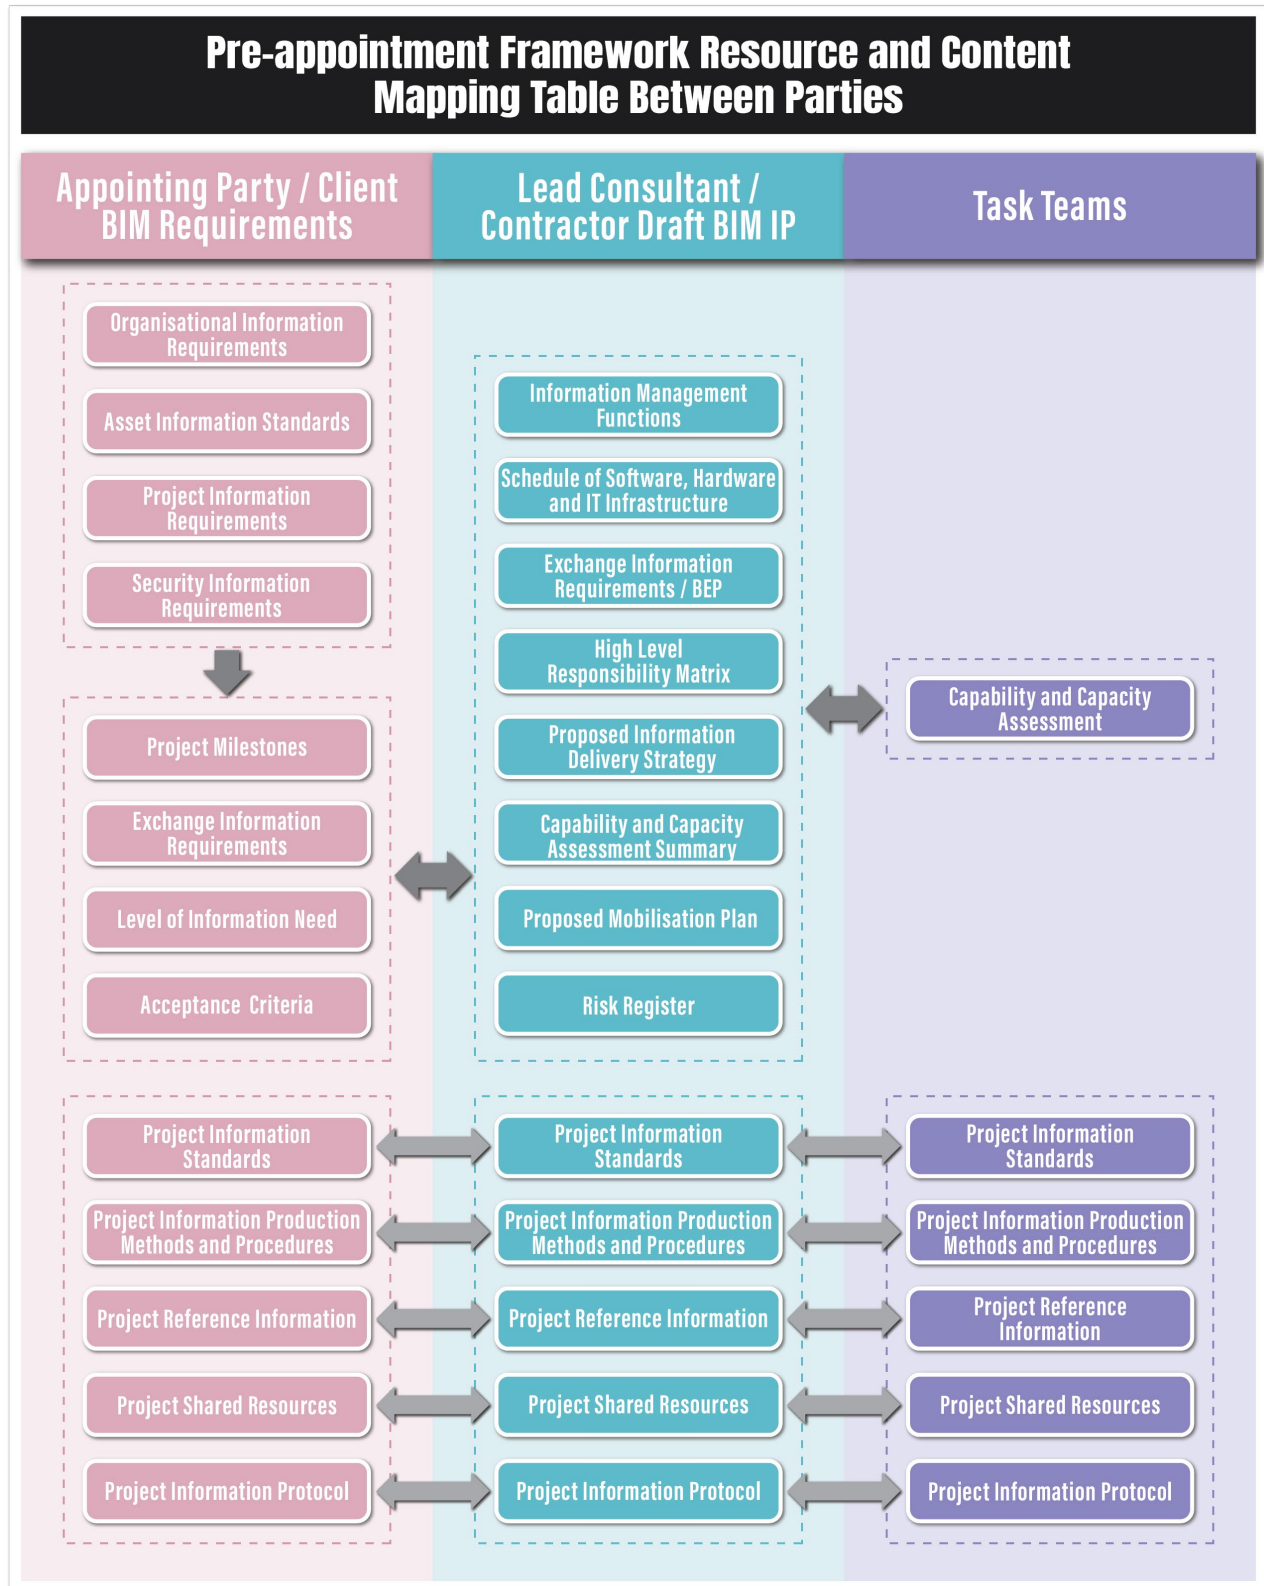 Pre-appointment Framework Resource and Content
Mapping Table Between Parties
Appointing Party / Client
BIM Requirements
Lead Consultant /
Contractor Draft BIM IP
Task Teams
Organisational Information
Requirements
Asset Information Standards
Project Information
Requirements
Security Information
Requirements
Project Milestones
Exchange Information
Requirements
Level of Information Need
Acceptance Criteria
Information Management
Functions
Schedule of Software, Hardware
and IT Infrastructure
Exchange Information
Requirements / BEP
High Level
Responsibility Matrix
Proposed Information
Delivery Strategy
Capability and Capacity
Assessment Summary
Proposed Mobilisation Plan
Risk Register
Capability and Capacity
Assessment
Project Information
Standards
Project Information
Standards
Project Information
Standards
Project Information Production
Methods and Procedures
Project Information Production
Methods and Procedures
Project Information Production
Methods and Procedures
Project Reference Information
Project Reference Information
Project Reference
Information
Project Shared Resources
Project Shared Resources
Project Shared Resources
Project Information Protocol
Project Information Protocol
Project Information Protocol